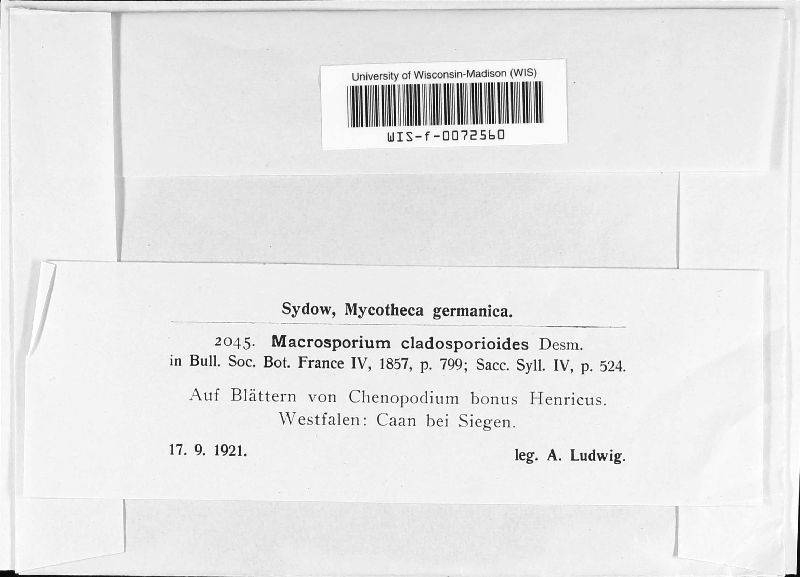 University of Wisconsin-Madison (WIS)
WIS-f-0072560
Sydow, Mycotheca germanica.
2045. Macrosporium cladosporioides Desm.
in Bull. Soc. Bot. France IV, 1857, p. 799; Sacc. Syll. IV, p. 524.
Auf Blättern von Chenopodium bonus Henricus.
Westfalen: Caan bei Siegen.
17. 9. 1921. leg. A. Ludwig.